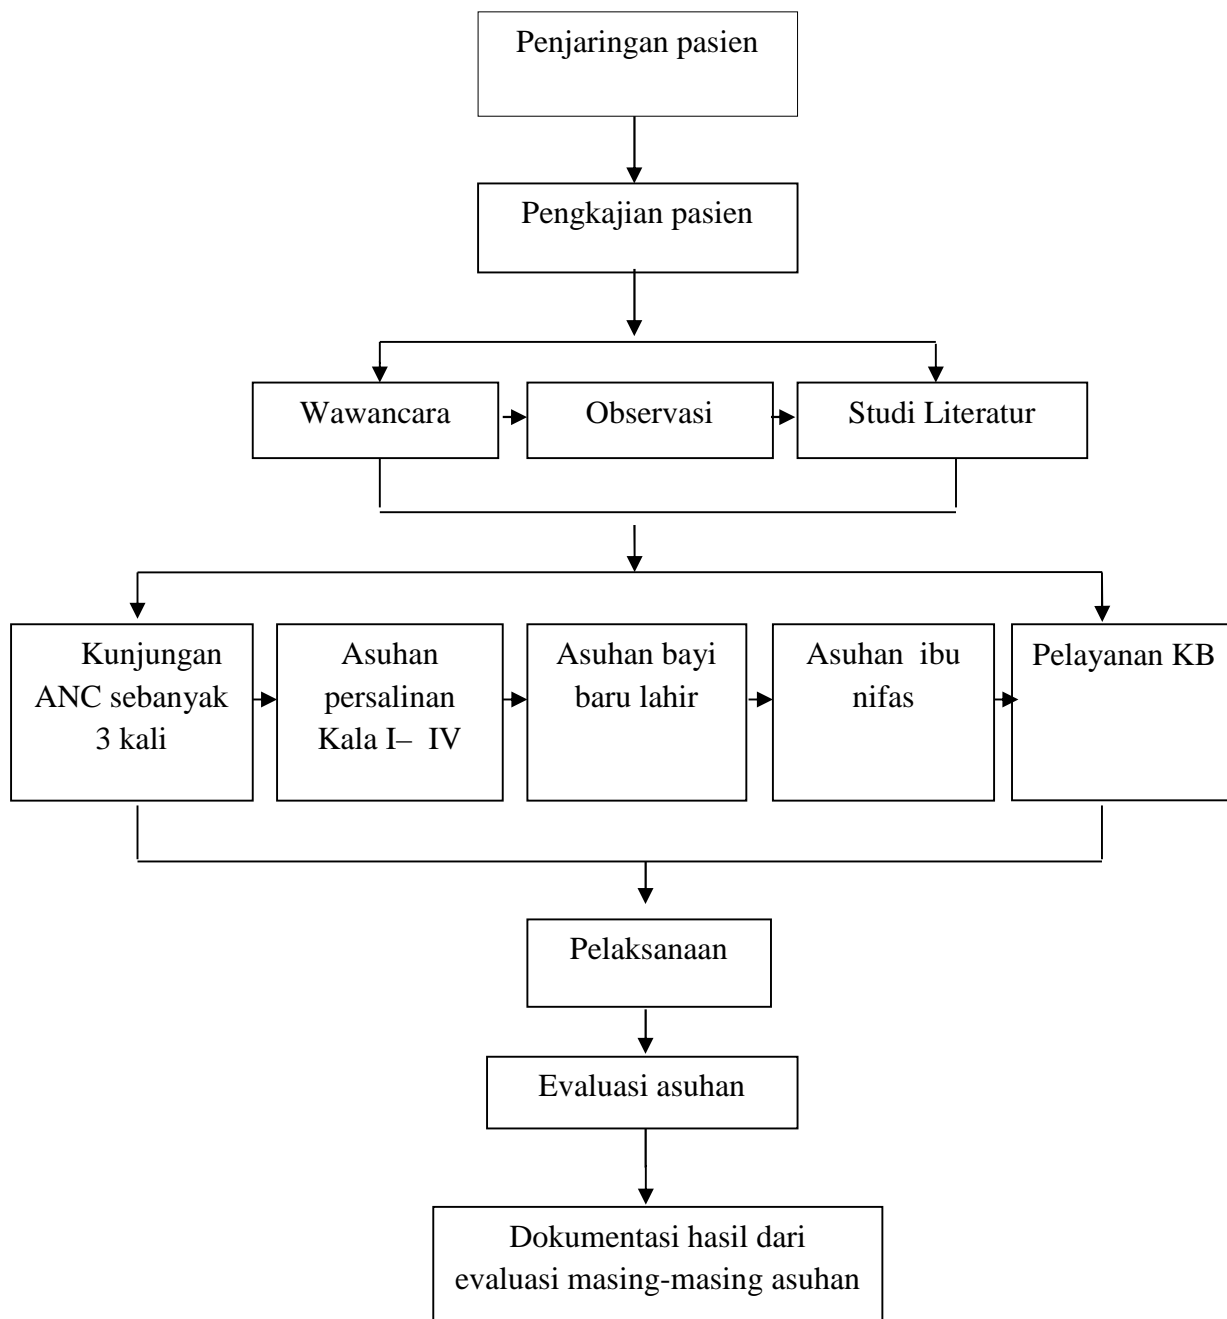 Penjaringan pasien
Pengkajian pasien
Wawancara
Observasi
Studi Literatur
Kunjungan
ANC sebanyak
3 kali
Asuhan
persalinan
Kala I– IV
Asuhan bayi
baru lahir
Asuhan ibu
nifas
Pelayanan KB
Pelaksanaan
Evaluasi asuhan
Dokumentasi hasil dari
evaluasi masing-masing asuhan